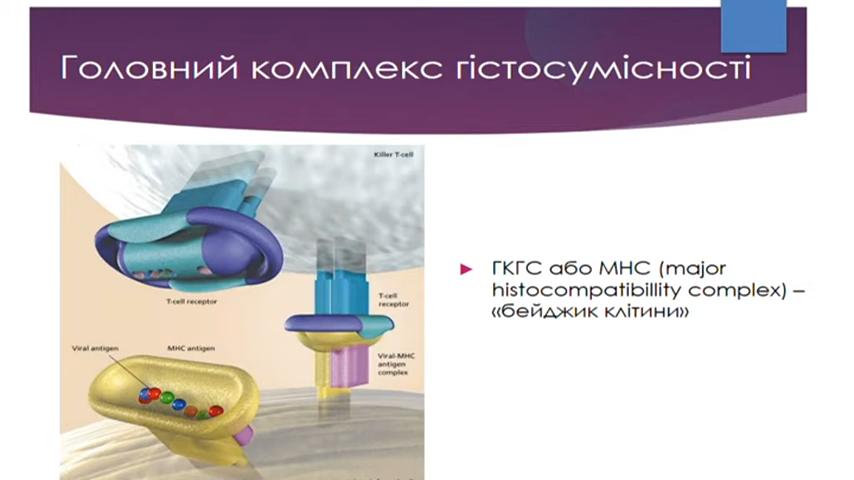 Головний комплекс гістосумісності
Killer T-cell
T-cell receptor
T-cell
receptor
Viral antigen
MHC antigen
Viral-MHC
antigen
complex
ГКГС або МНС (major
histocompatibillity complex) –
«бейджик клітини»